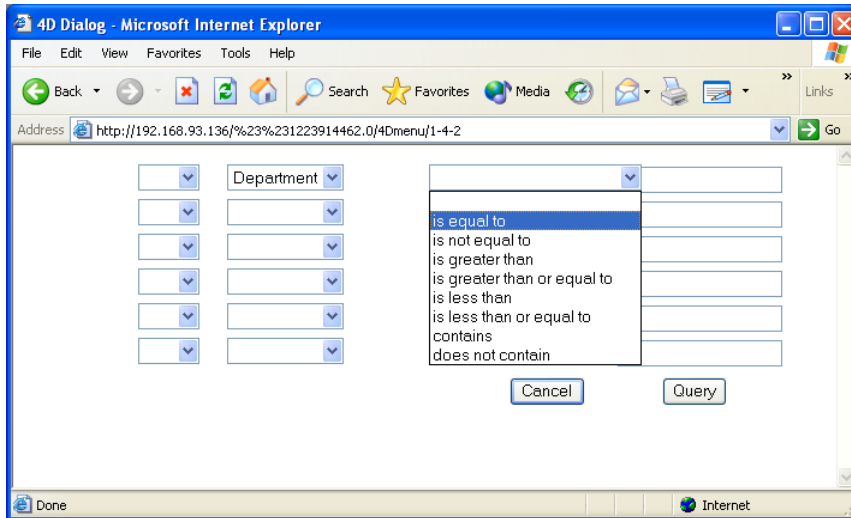 4D Dialog - Microsoft Internet Explorer
File Edit View Favorites Tools Help
Back Search Favorites Media » Links »
Address http://192.168.93.136/%23%231223914462.0/4Dmenu/1-4-2 Go
Department
is equal to
is not equal to
is greater than
is greater than or equal to
is less than
is less than or equal to
contains
does not contain
Cancel Query
Done Internet